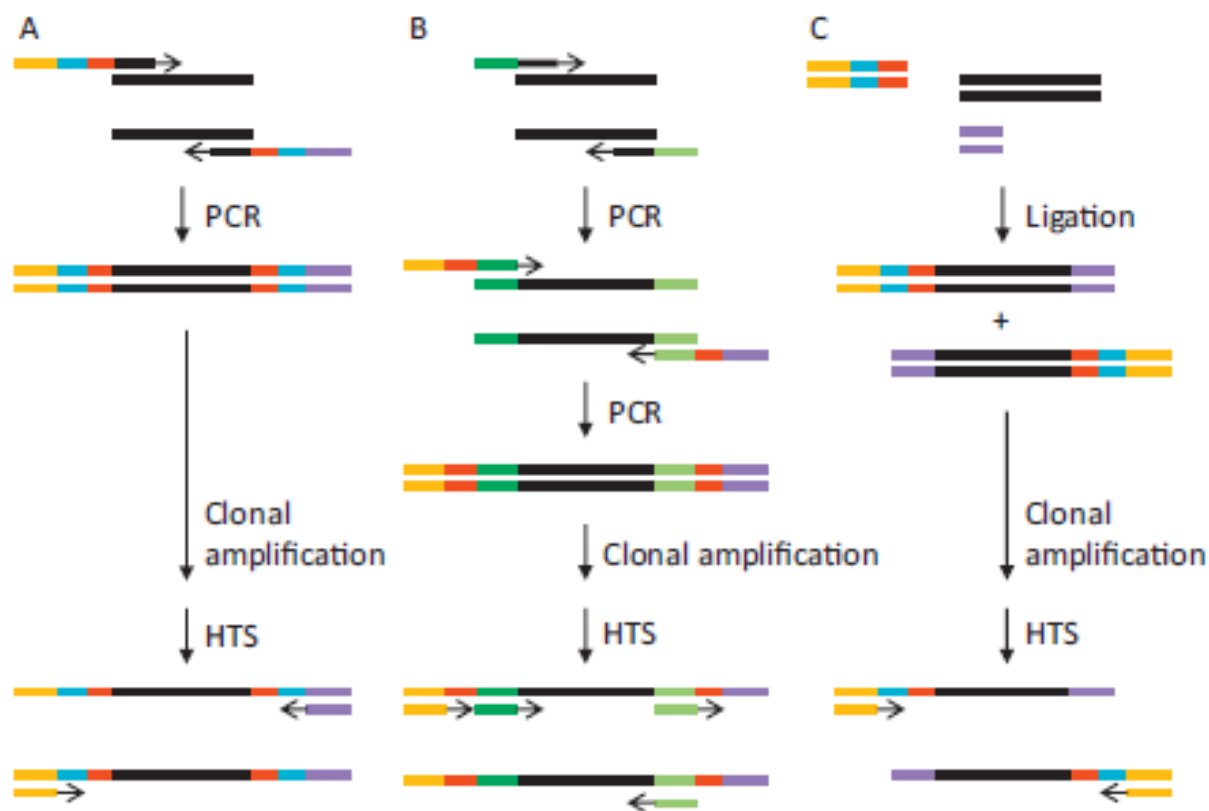 A
B
C
PCR
PCR
Ligation
+
PCR
Clonal
amplification
Clonal amplification
Clonal
amplification
HTS
HTS
HTS